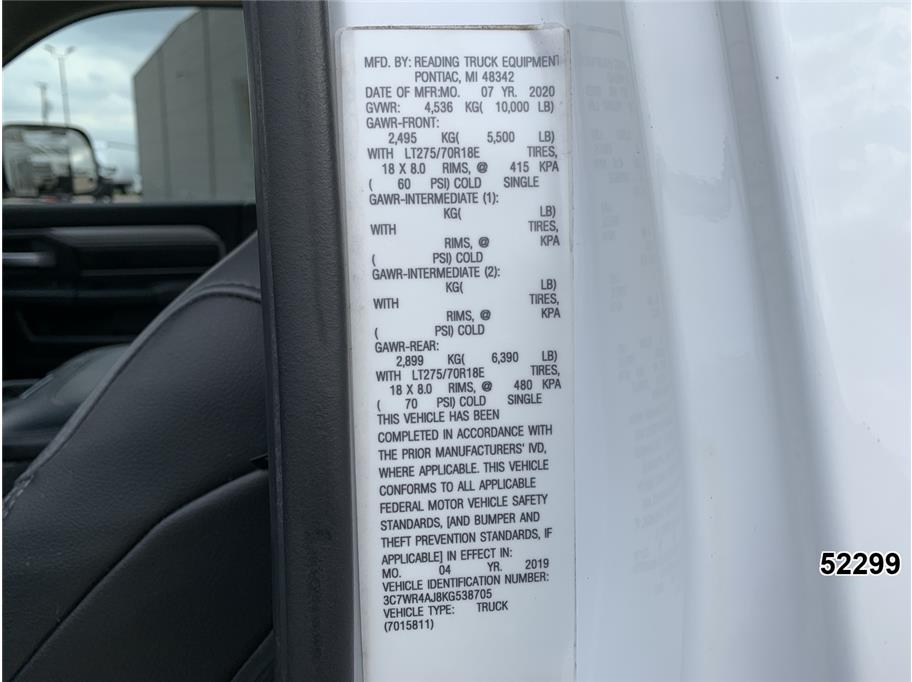 MFD. BY: READING TRUCK EQUIPMENT
PONTIAC, MI 48342
DATE OF MFR:MO. 07 YR. 2020
GVWR: 4,536 KG( 10,000 LB)
GAWR-FRONT:
2,495 KG( 5,500 LB)
WITH LT275/70R18E TIRES,
18 X 8.0 RIMS, @ 415 KPA
( 60 PSI) COLD SINGLE
GAWR-INTERMEDIATE (1):
KG( LB)
WITH TIRES,
RIMS, @ KPA
( PSI) COLD
GAWR-INTERMEDIATE (2):
KG( LB)
WITH TIRES,
RIMS, @ KPA
( PSI) COLD
GAWR-REAR:
2,899 KG( 6,390 LB)
WITH LT275/70R18E TIRES,
18 X 8.0 RIMS, @ 480 KPA
( 70 PSI) COLD SINGLE
THIS VEHICLE HAS BEEN
COMPLETED IN ACCORDANCE WITH
THE PRIOR MANUFACTURERS' IVD,
WHERE APPLICABLE. THIS VEHICLE
CONFORMS TO ALL APPLICABLE
FEDERAL MOTOR VEHICLE SAFETY
STANDARDS, [AND BUMPER AND
THEFT PREVENTION STANDARDS, IF
APPLICABLE] IN EFFECT IN:
MO. 04 YR. 2019
VEHICLE IDENTIFICATION NUMBER:
3C7WR4AJ8KG538705
VEHICLE TYPE: TRUCK
(7015811)
52299